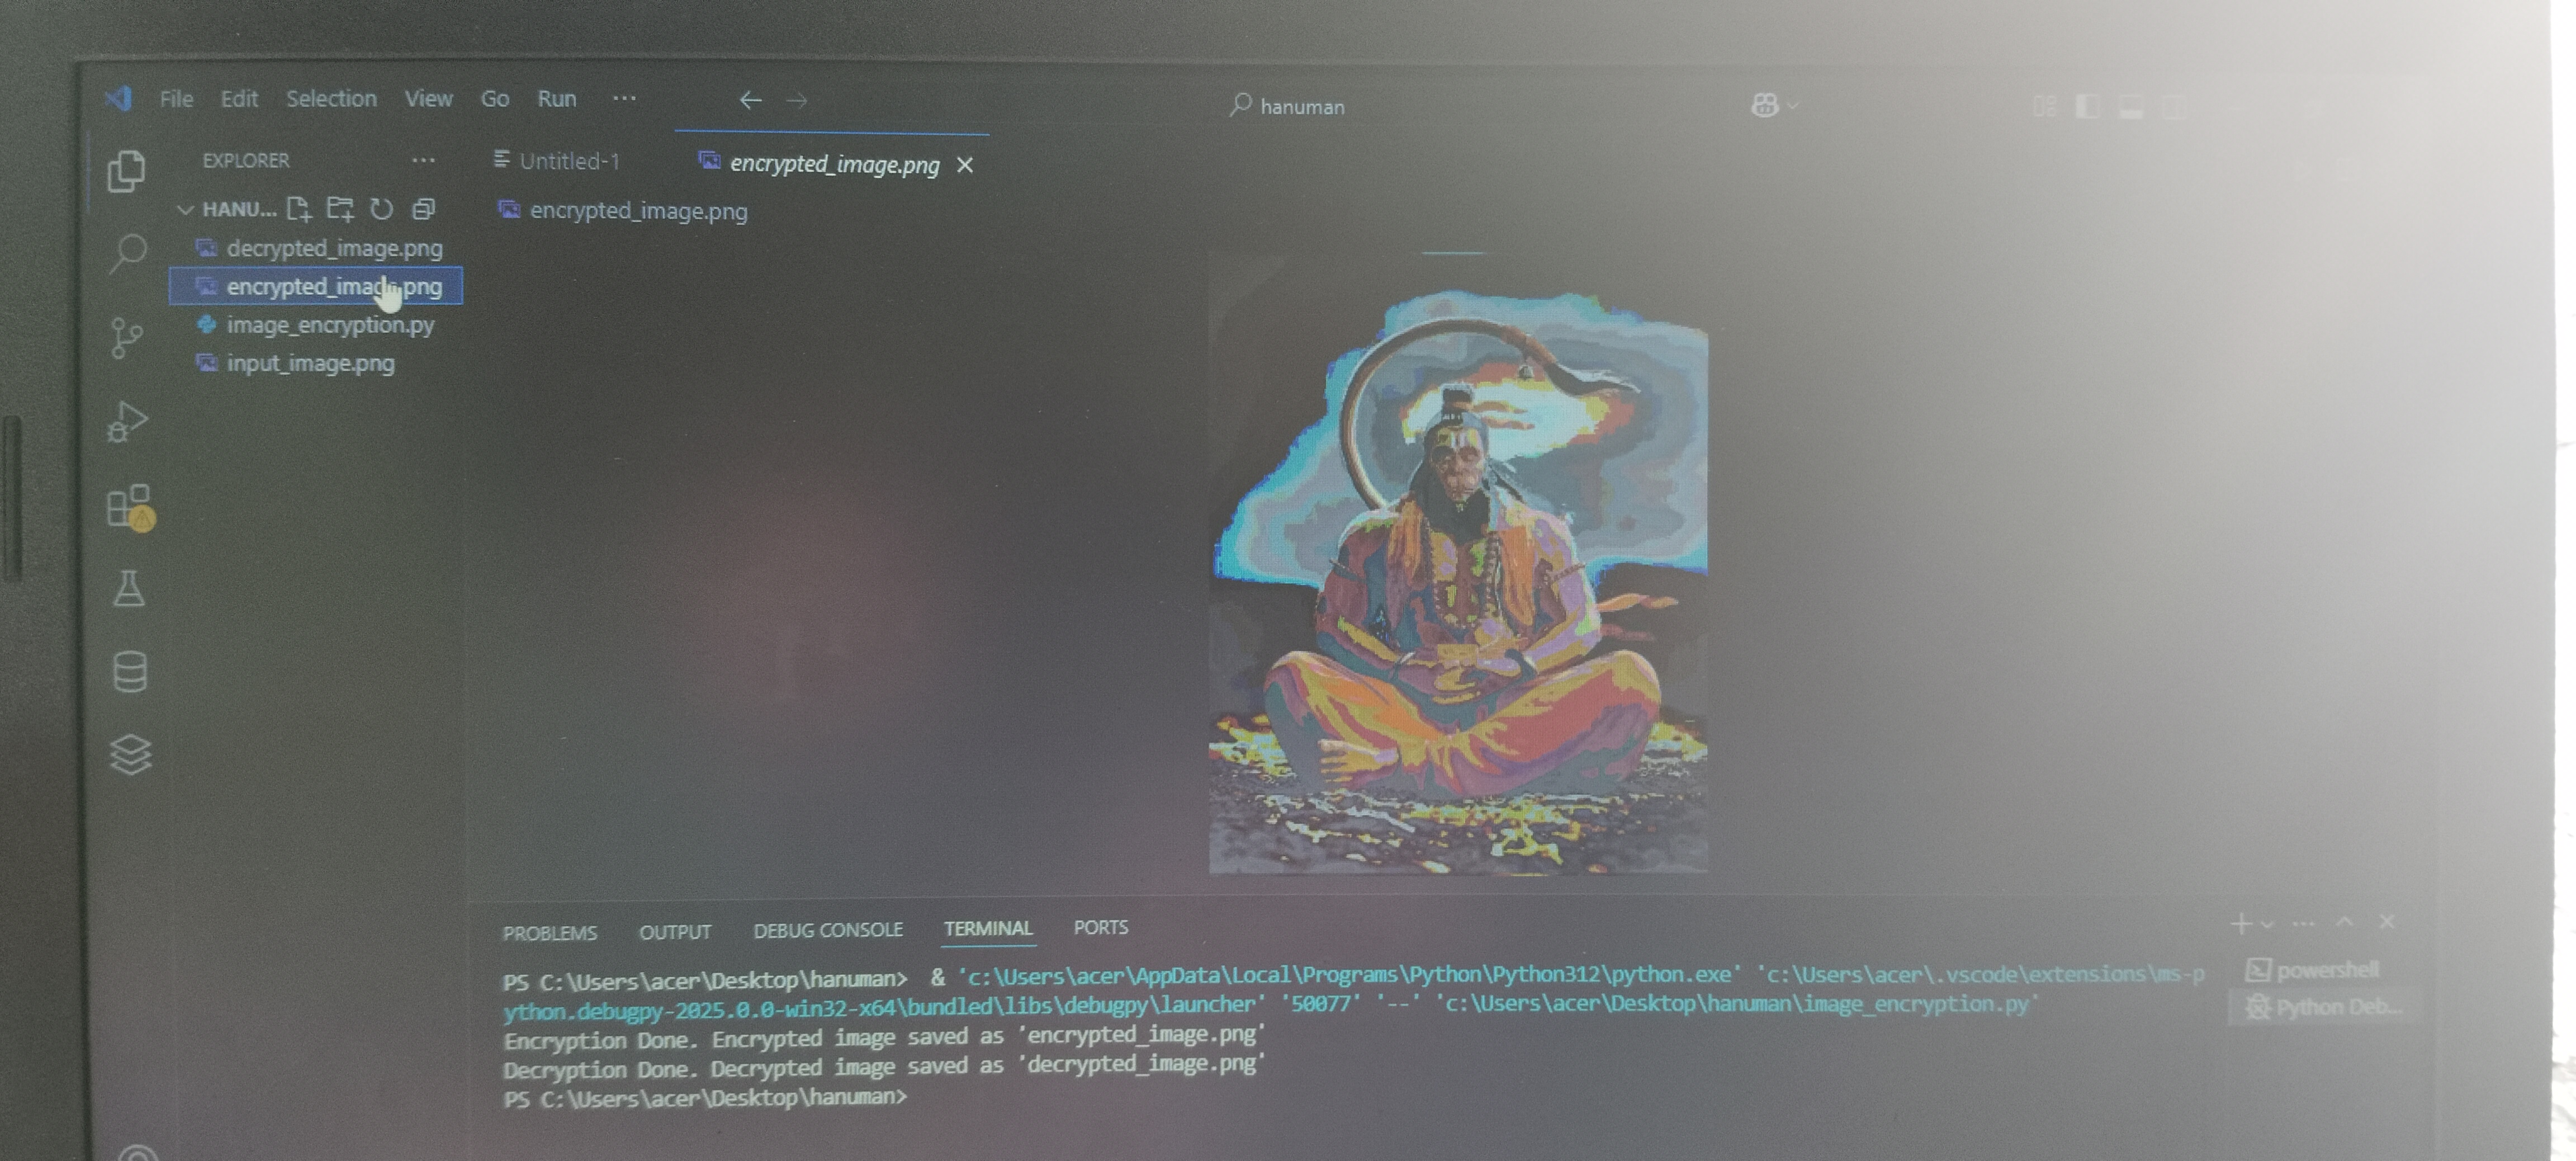 File Edit Selection View Go Run ... hanuman
EXPLORER ...
Untitled-1
encrypted_image.png
HANU...
encrypted_image.png
decrypted_image.png
encrypted_image.png
image_encryption.py
input_image.png
PROBLEMS OUTPUT DEBUG CONSOLE TERMINAL PORTS
PS C:\Users\acer\Desktop\hanuman> & 'c:\Users\acer\AppData\Local\Programs\Python\Python312\python.exe' 'c:\Users\acer\.vscode\extensions\ms-p
ython.debugpy-2025.0.0-win32-x64\bundled\libs\debugpy\launcher' '50077' '--' 'c:\Users\acer\Desktop\hanuman\image_encryption.py'
Encryption Done. Encrypted image saved as 'encrypted_image.png'
Decryption Done. Decrypted image saved as 'decrypted_image.png'
PS C:\Users\acer\Desktop\hanuman>
powershell
Python Deb...